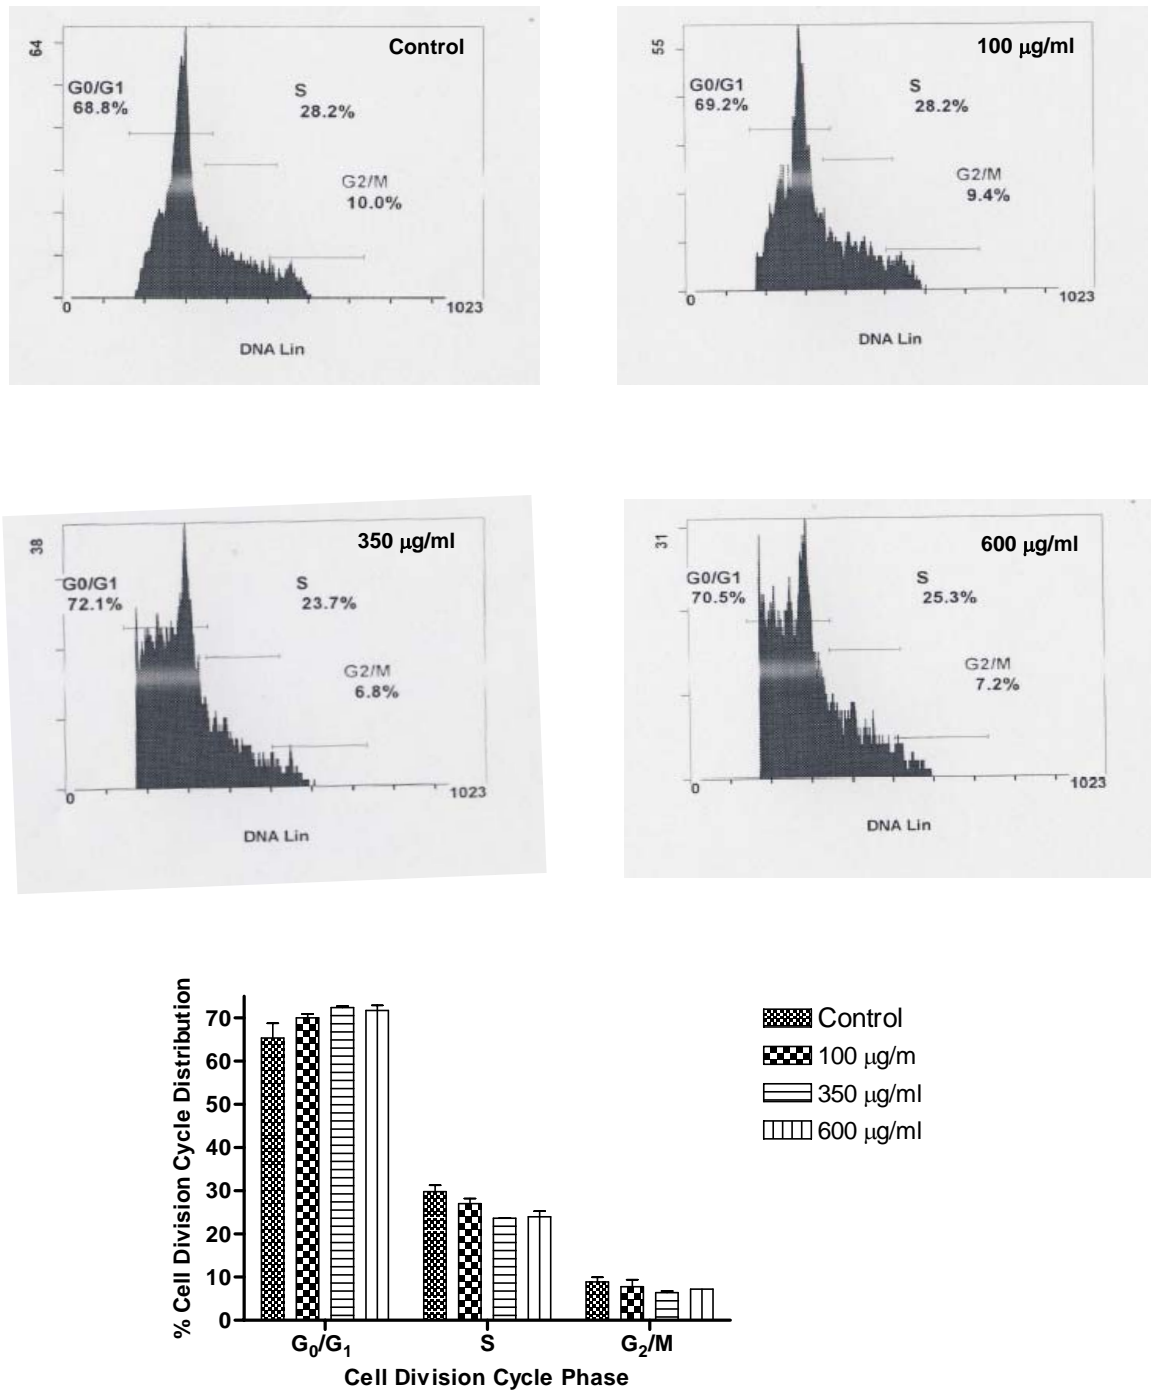 64
Control
G0/G1
68.8%
S
28.2%
G2/M
10.0%
0
1023
DNA Lin
55
100 μg/ml
G0/G1
69.2%
S
28.2%
G2/M
9.4%
0
1023
DNA Lin
38
350 μg/ml
G0/G1
72.1%
S
23.7%
G2/M
6.8%
0
1023
DNA Lin
31
600 μg/ml
G0/G1
70.5%
S
25.3%
G2/M
7.2%
0
1023
DNA Lin
% Cell Division Cycle Distribution
70
60
50
40
30
20
10
0
G₀/G₁
S
G₂/M
Cell Division Cycle Phase
Control
100 μg/m
350 μg/ml
600 μg/ml